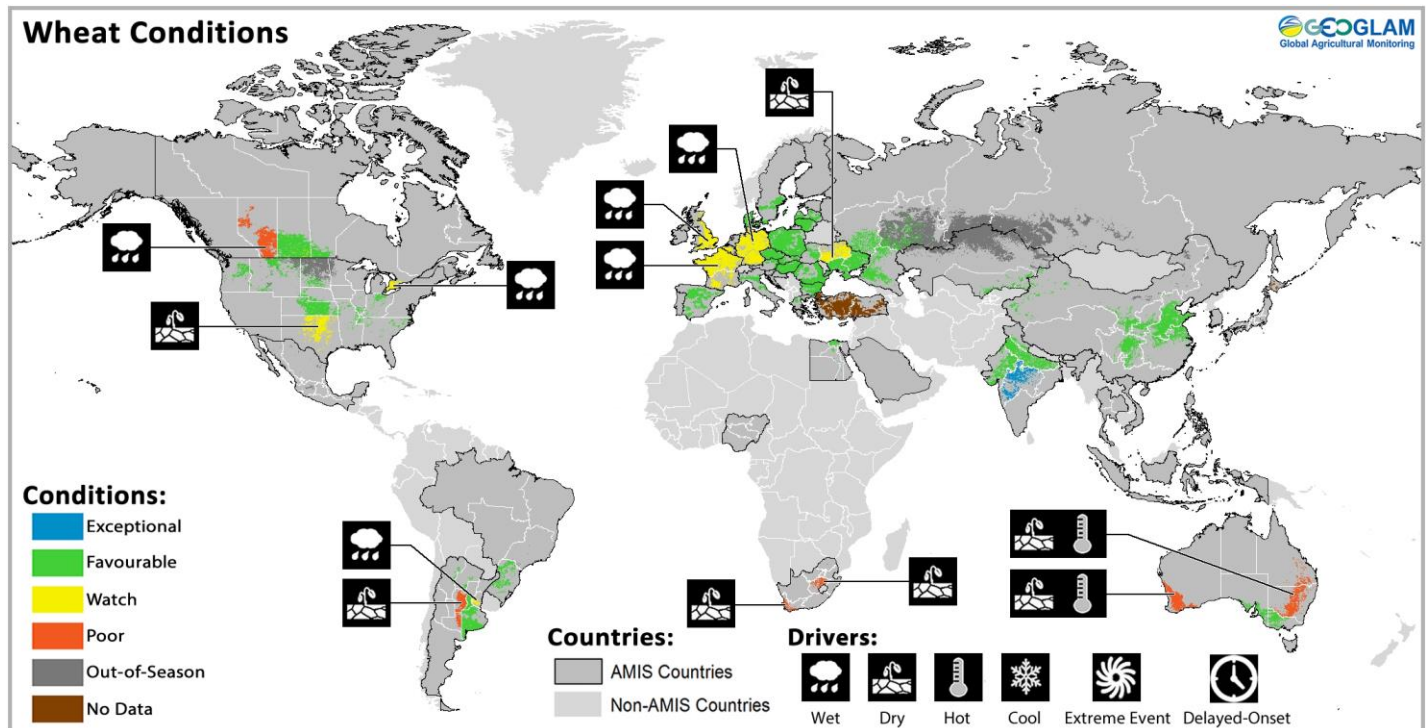 Wheat Conditions
GEOGLAM
Global Agricultural Monitoring
Conditions:
Exceptional
Favourable
Watch
Poor
Out-of-Season
No Data
Countries:
AMIS Countries
Non-AMIS Countries
Drivers:
Wet
Dry
Hot
Cool
Extreme Event
Delayed-Onset